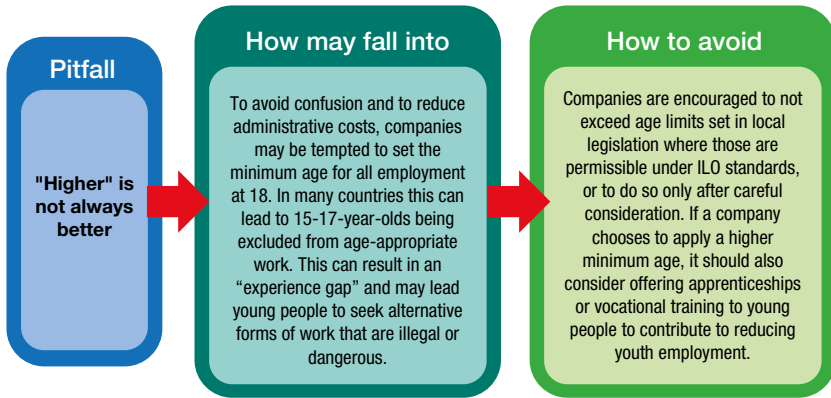 Pitfall
"Higher" is
not always
better
How may fall into
To avoid confusion and to reduce
administrative costs, companies
may be tempted to set the
minimum age for all employment
at 18. In many countries this can
lead to 15-17-year-olds being
excluded from age-appropriate
work. This can result in an
“experience gap” and may lead
young people to seek alternative
forms of work that are illegal or
dangerous.
How to avoid
Companies are encouraged to not
exceed age limits set in local
legislation where those are
permissible under ILO standards,
or to do so only after careful
consideration. If a company
chooses to apply a higher
minimum age, it should also
consider offering apprenticeships
or vocational training to young
people to contribute to reducing
youth employment.